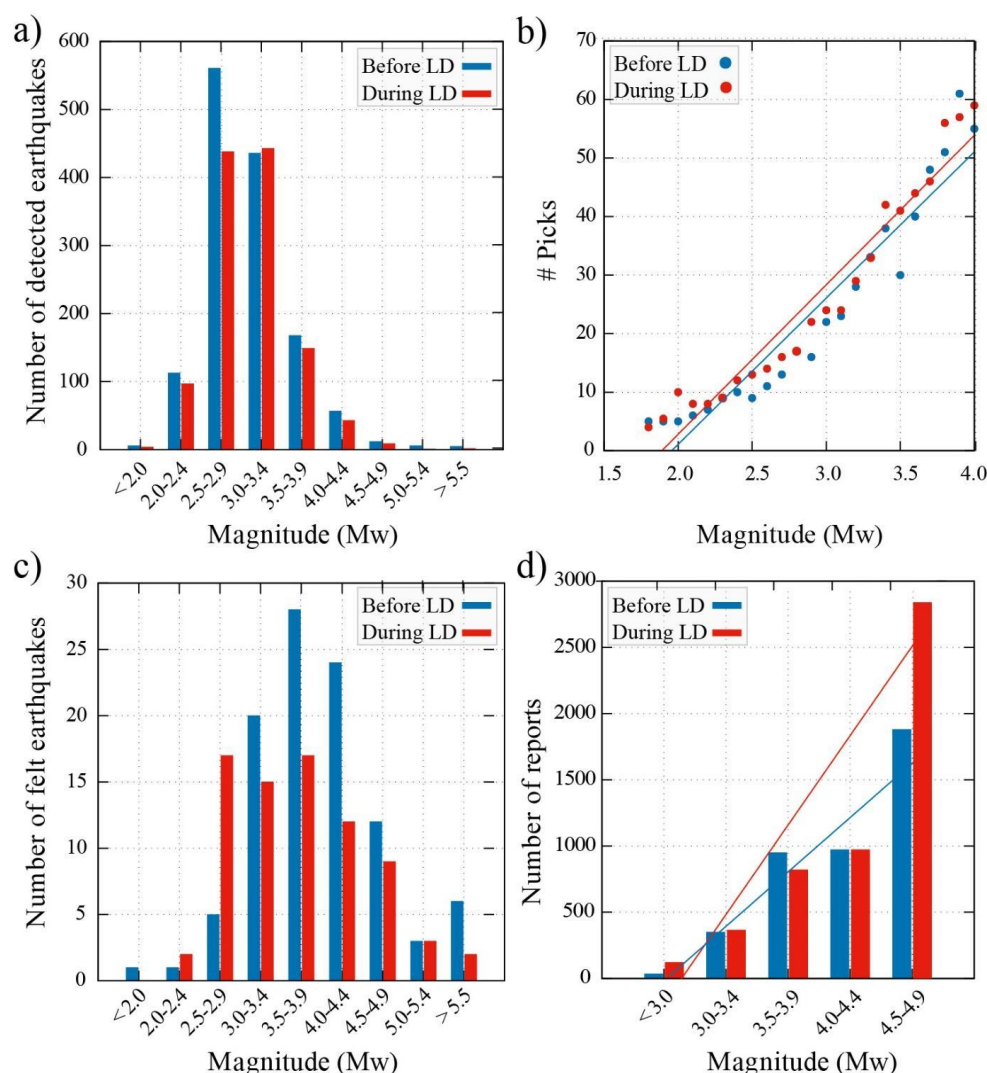 a)
600
500
400
300
200
100
0
Number of detected earthquakes
Before LD
During LD
<2.0
2.0-2.4
2.5-2.9
3.0-3.4
3.5-3.9
4.0-4.4
4.5-4.9
5.0-5.4
> 5.5
Magnitude (Mw)
b)
70
60
50
40
30
20
10
0
# Picks
Before LD
During LD
1.5 2.0 2.5 3.0 3.5 4.0
Magnitude (Mw)
c)
30
25
20
15
10
5
0
Number of felt earthquakes
Before LD
During LD
<2.0
2.0-2.4
2.5-2.9
3.0-3.4
3.5-3.9
4.0-4.4
4.5-4.9
5.0-5.4
> 5.5
Magnitude (Mw)
d)
3000
2500
2000
1500
1000
500
0
Number of reports
Before LD
During LD
<3.0
3.0-3.4
3.5-3.9
4.0-4.4
4.5-4.9
Magnitude (Mw)